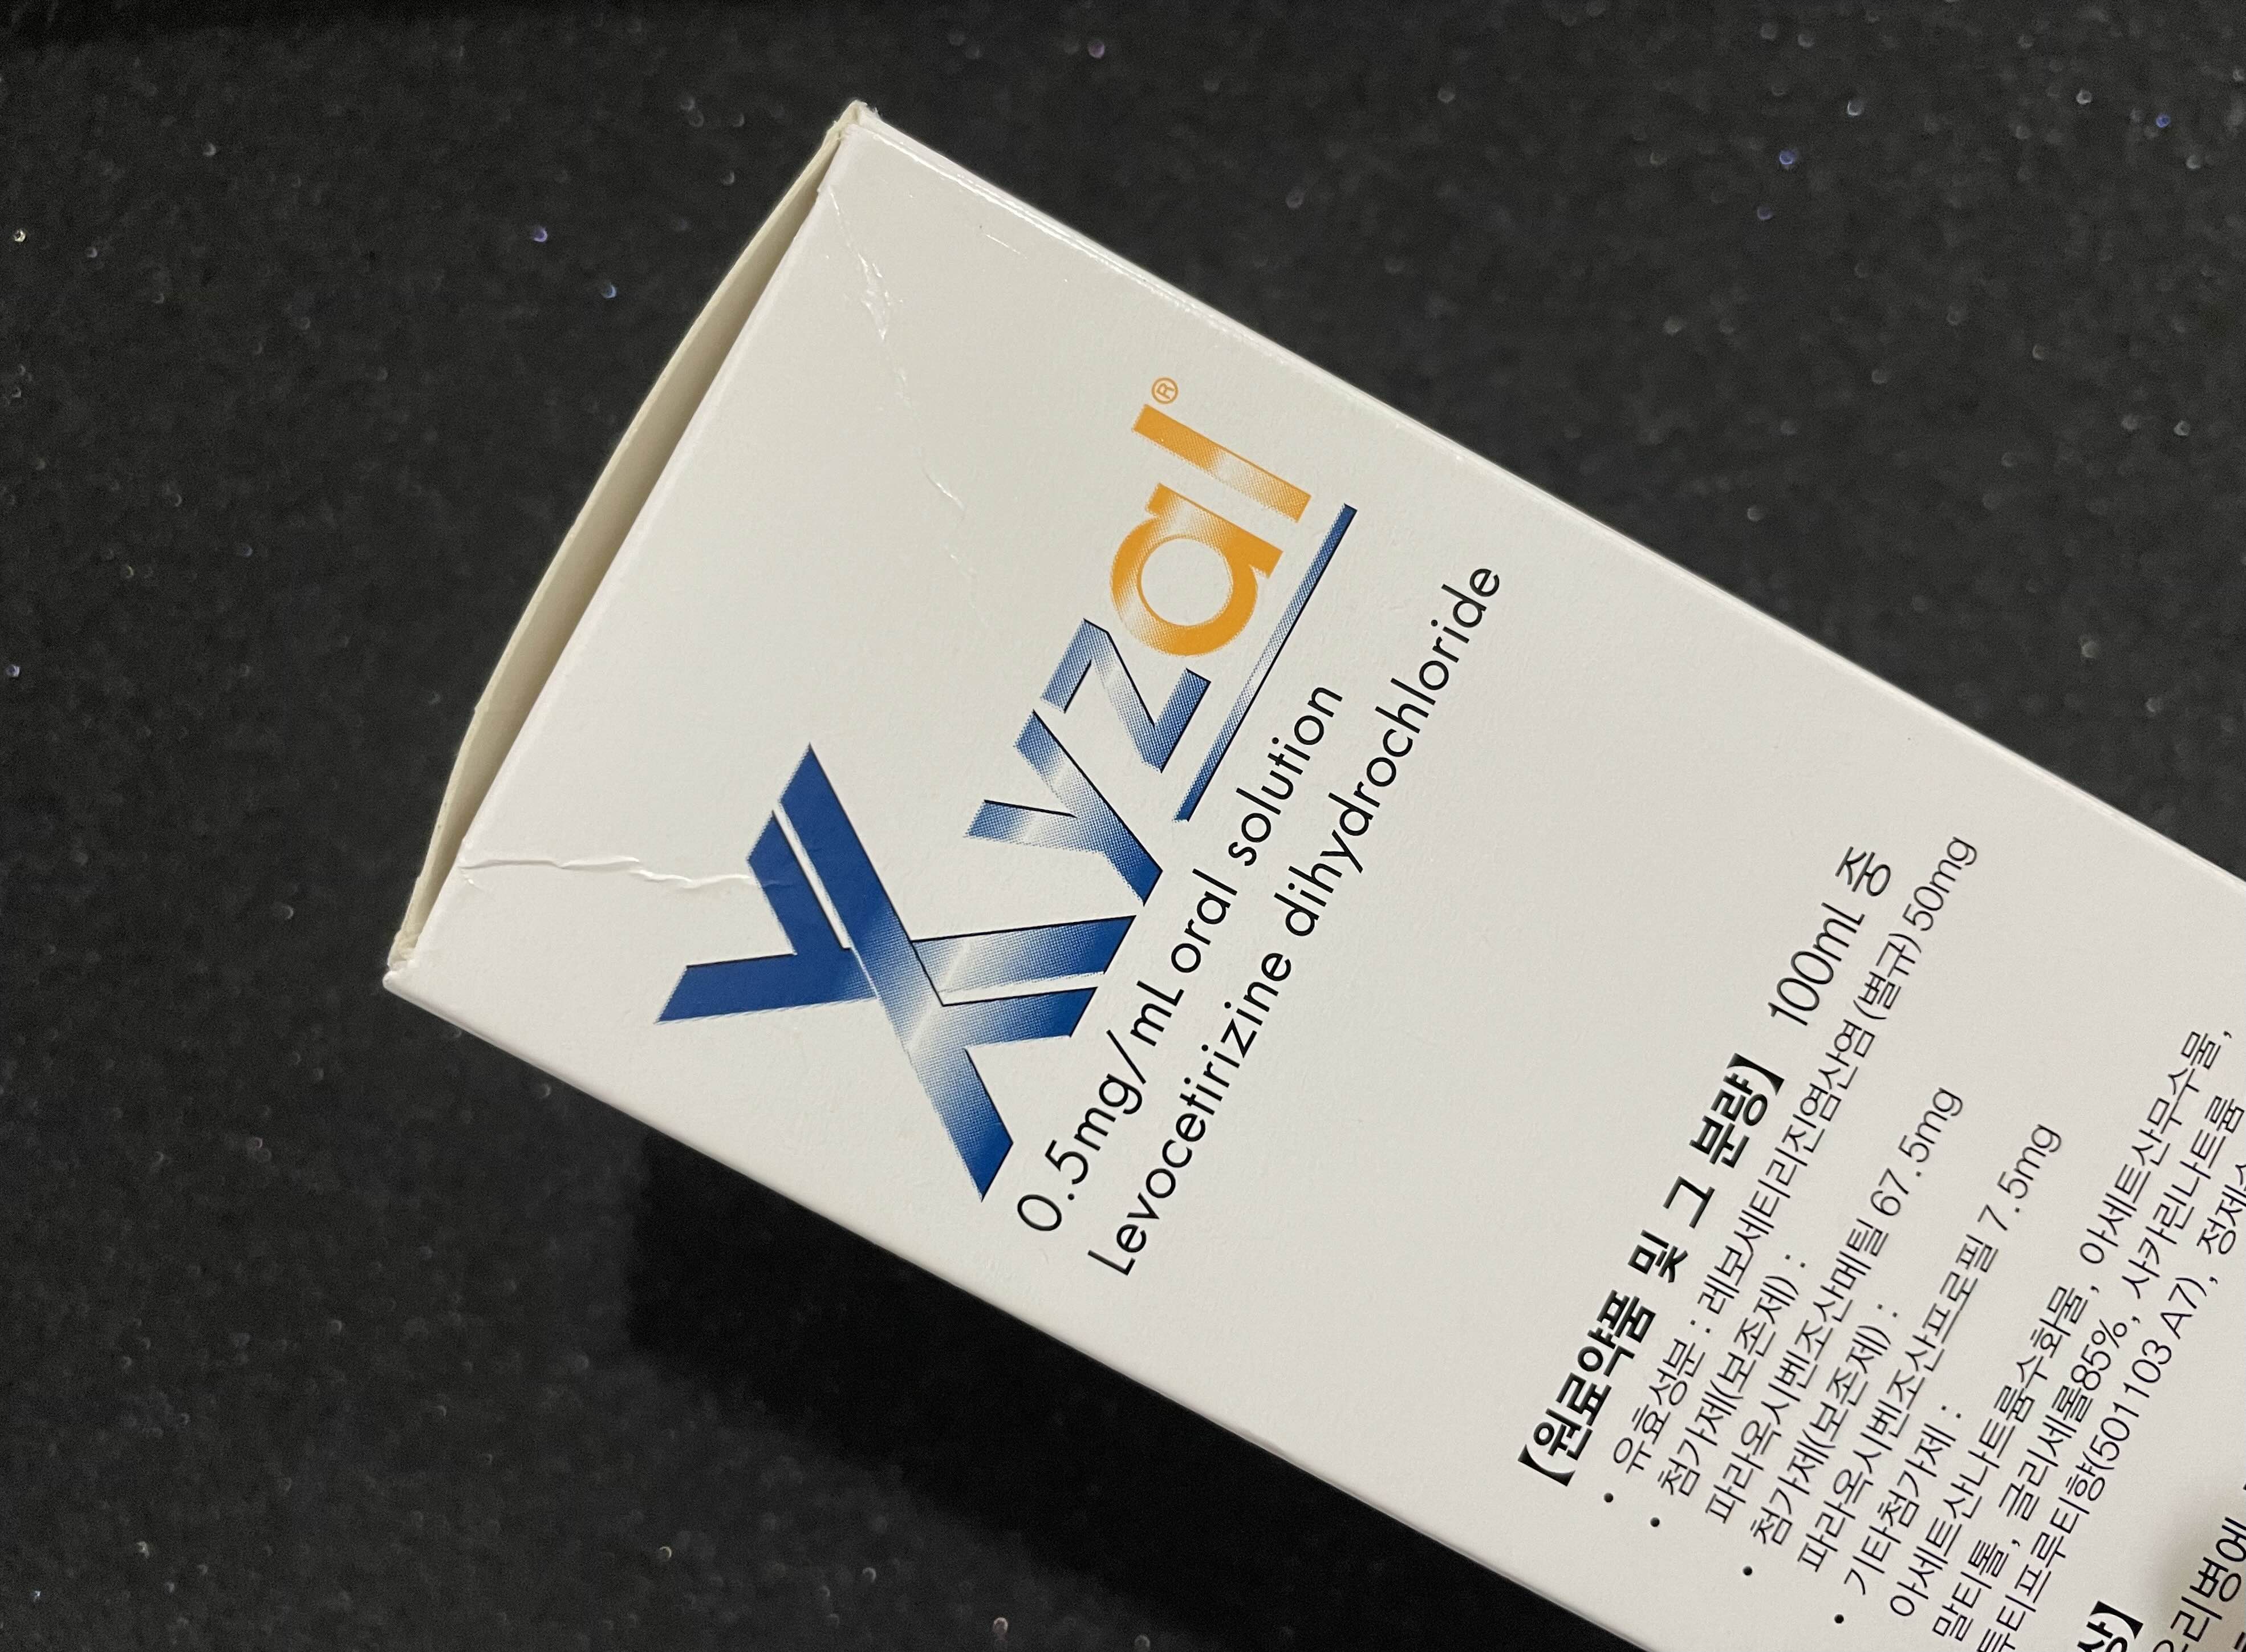 Xyzal®
0.5mg/mL oral solution
Levocetirizine dihydrochloride
【원료약품 및 그 분량】 100mL 중
• 유효성분 : 레보세티리진염산염 (별규) 50mg
• 첨가제(보존제) :
파라옥시벤조산메틸 67.5mg
• 첨가제(보존제) :
파라옥시벤조산프로필 7.5mg
• 기타첨가제 :
아세트산나트륨수화물, 아세트산무수물,
말티톨, 글리세롤85%, 사카린나트륨
투티프루티향(501103 A7), 정제수